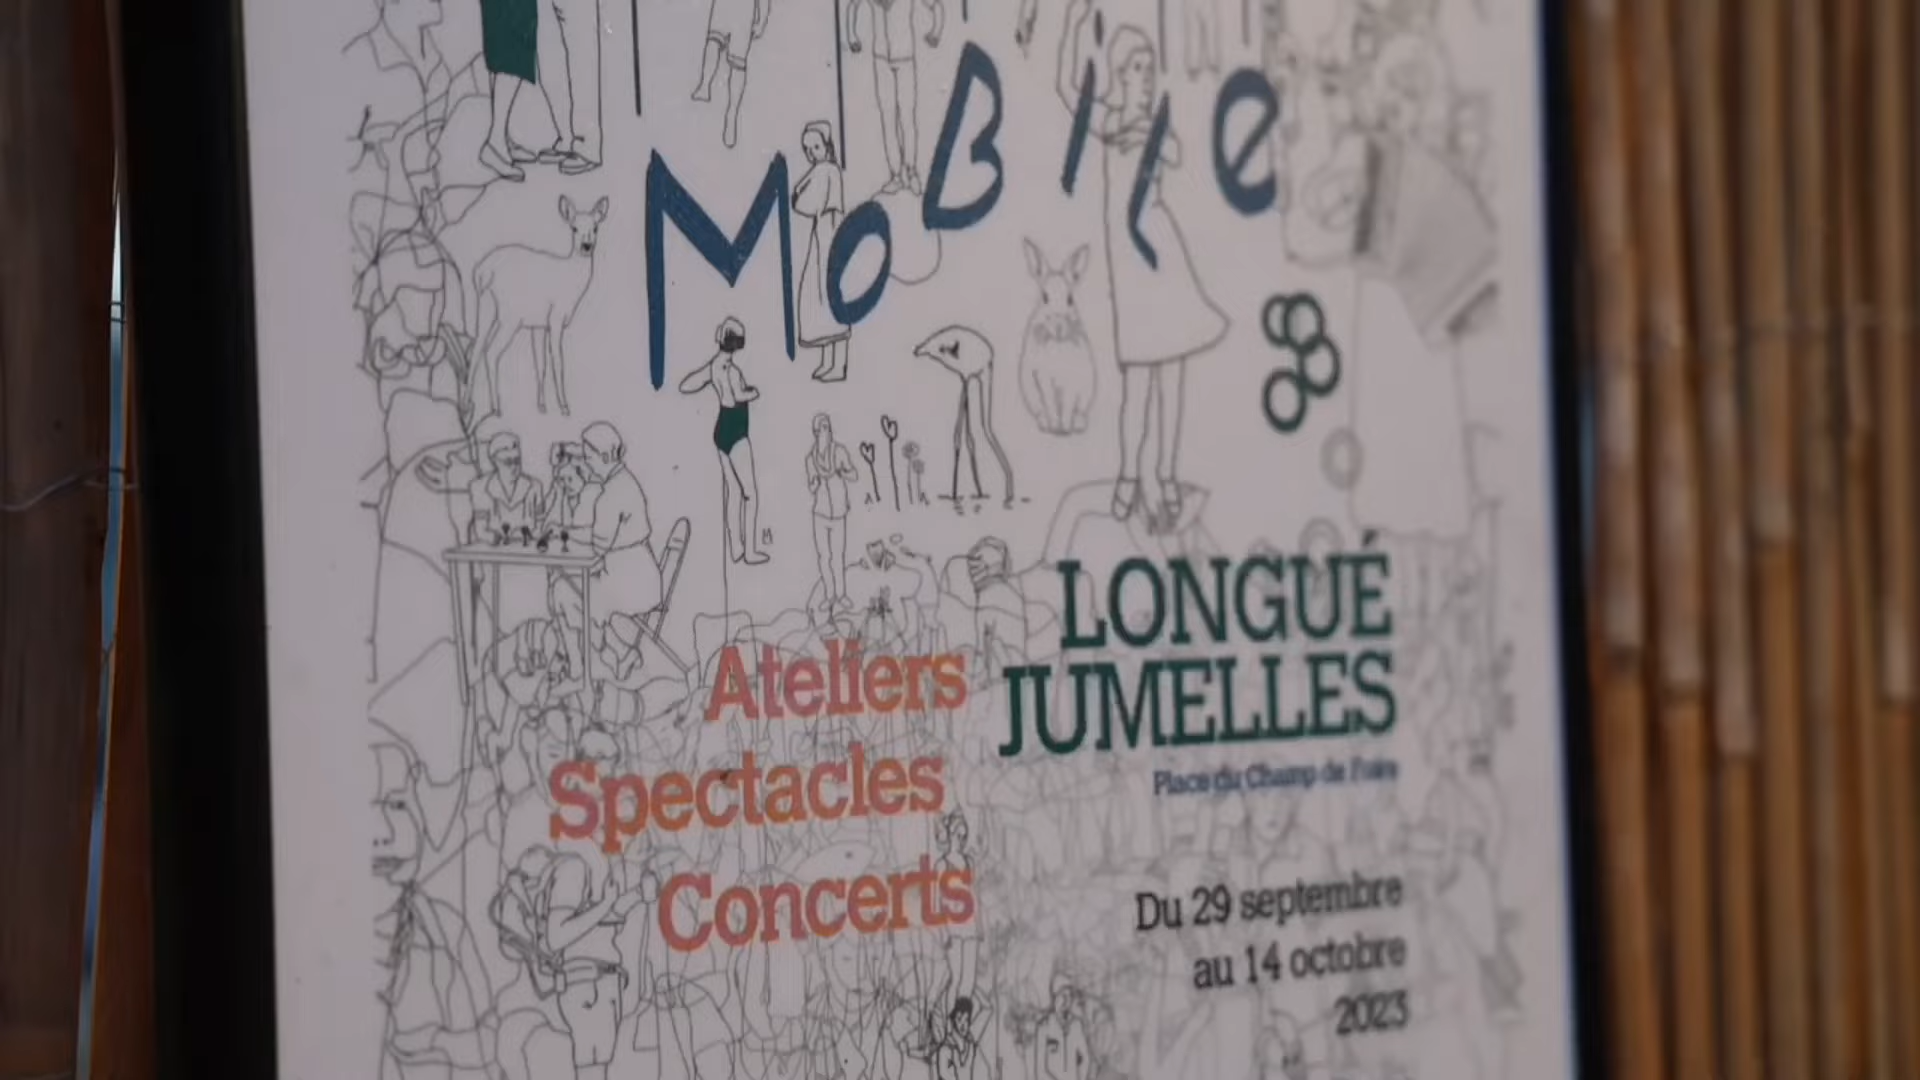 MoBile
LONGUÉ
JUMELLES
Place du Champ de Foire
Ateliers
Spectacles
Concerts
Du 29 septembre
au 14 octobre
2023